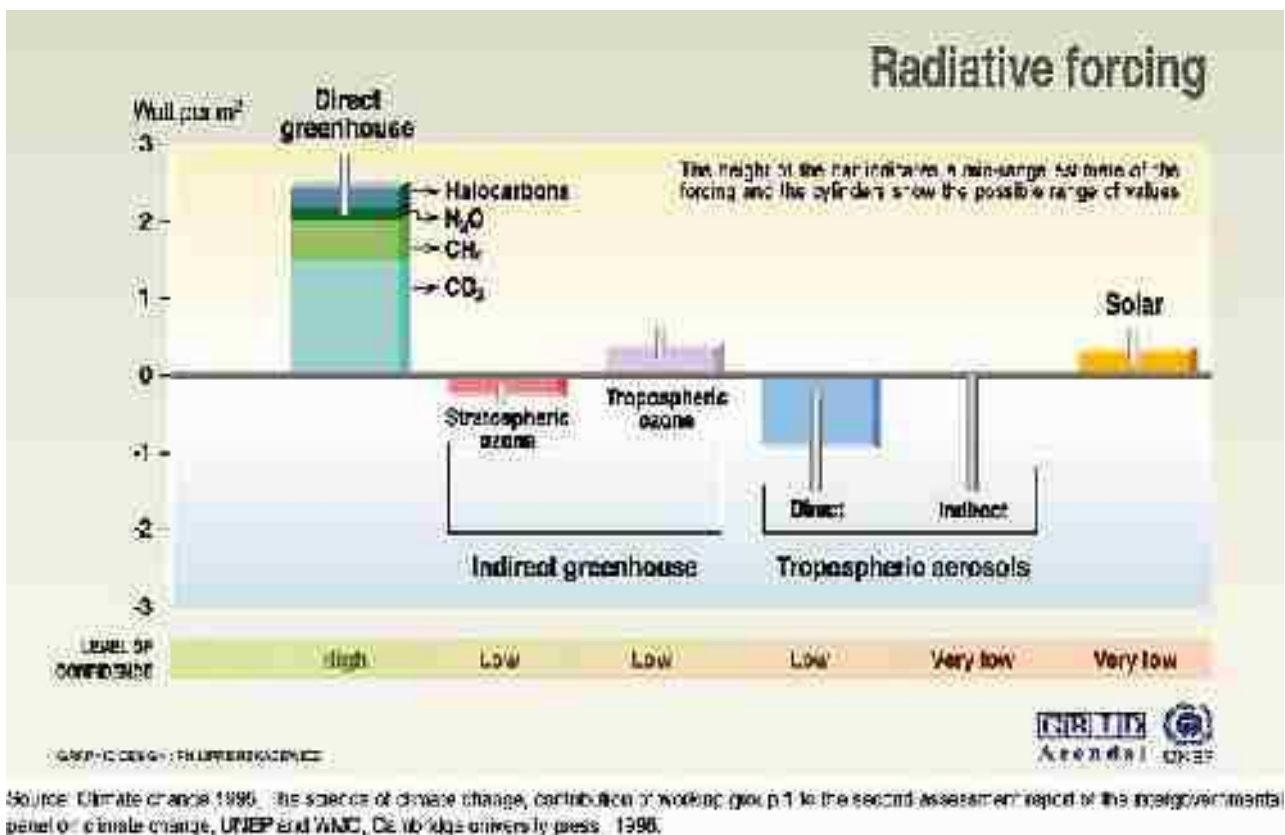 Radiative forcing
per m²
Direct
greenhouse
3
The height of the bar indicates a mid-range estimate of the
forcing and the cylinders show the possible range of values
Halocarbons
2
N₂O
CH₄
CO₂
1
Solar
0
Stratospheric
ozone
Tropospheric
ozone
-1
Direct
Indirect
-2
Indirect greenhouse
Tropospheric aerosols
-3
LEVEL OF
CONFIDENCE
High
Low
Low
Low
Very low
Very low
GRID
Arendal
UNEP
GRAPHIC DESIGN :
Source: Climate change 1995, The science of climate change, contribution of working group 1 to the second assessment report of the intergovernmental
panel on climate change, UNEP and WMO, Cambridge university press, 1996.